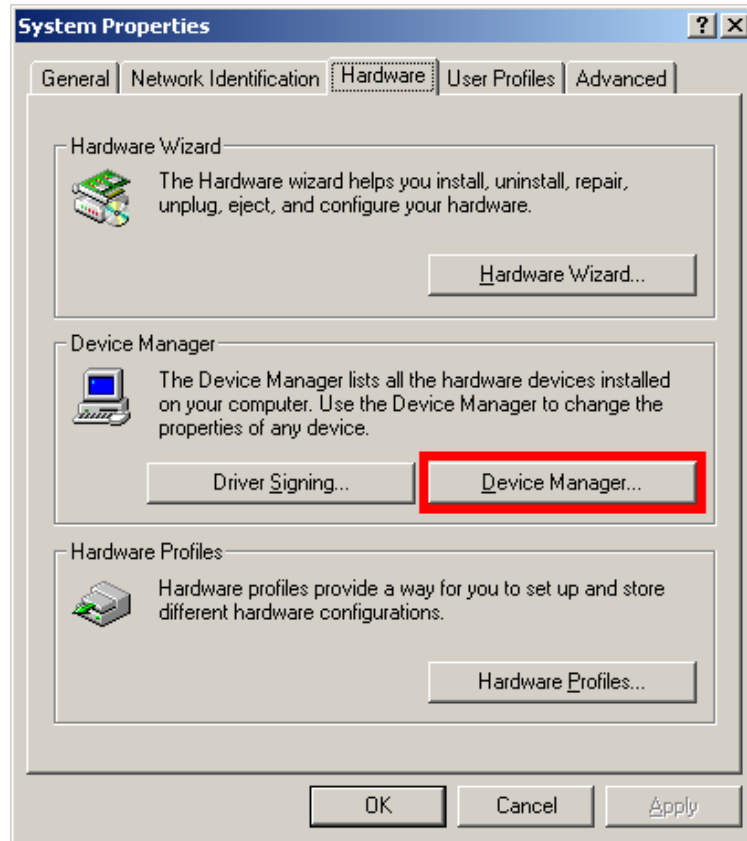 System Properties
General
Network Identification
Hardware
User Profiles
Advanced
Hardware Wizard
The Hardware wizard helps you install, uninstall, repair,
unplug, eject, and configure your hardware.
Hardware Wizard...
Device Manager
The Device Manager lists all the hardware devices installed
on your computer. Use the Device Manager to change the
properties of any device.
Driver Signing...
Device Manager...
Hardware Profiles
Hardware profiles provide a way for you to set up and store
different hardware configurations.
Hardware Profiles...
OK
Cancel
Apply